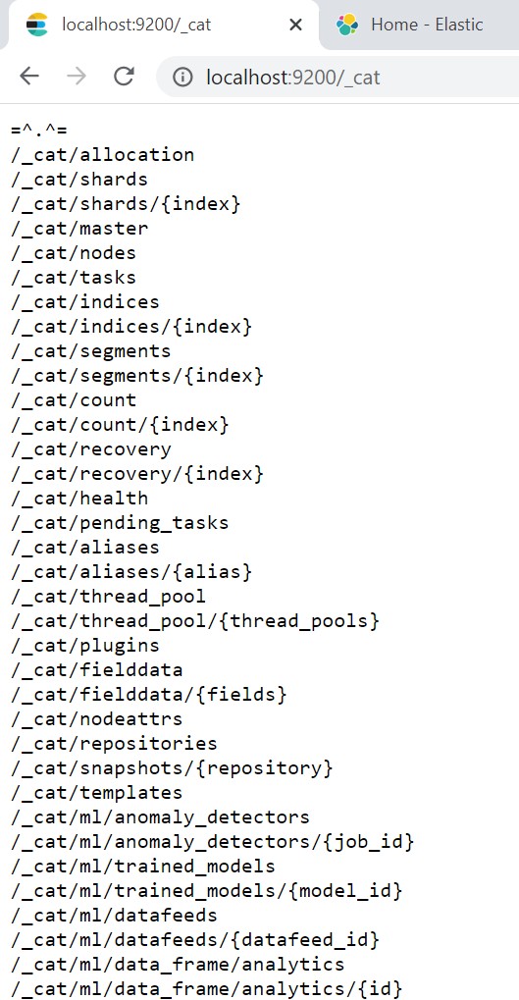 localhost:9200/_cat
Home - Elastic
localhost:9200/_cat
=^.^=
/_cat/allocation
/_cat/shards
/_cat/shards/{index}
/_cat/master
/_cat/nodes
/_cat/tasks
/_cat/indices
/_cat/indices/{index}
/_cat/segments
/_cat/segments/{index}
/_cat/count
/_cat/count/{index}
/_cat/recovery
/_cat/recovery/{index}
/_cat/health
/_cat/pending_tasks
/_cat/aliases
/_cat/aliases/{alias}
/_cat/thread_pool
/_cat/thread_pool/{thread_pools}
/_cat/plugins
/_cat/fielddata
/_cat/fielddata/{fields}
/_cat/nodeattrs
/_cat/repositories
/_cat/snapshots/{repository}
/_cat/templates
/_cat/ml/anomaly_detectors
/_cat/ml/anomaly_detectors/{job_id}
/_cat/ml/trained_models
/_cat/ml/trained_models/{model_id}
/_cat/ml/datafeeds
/_cat/ml/datafeeds/{datafeed_id}
/_cat/ml/data_frame/analytics
/_cat/ml/data_frame/analytics/{id}